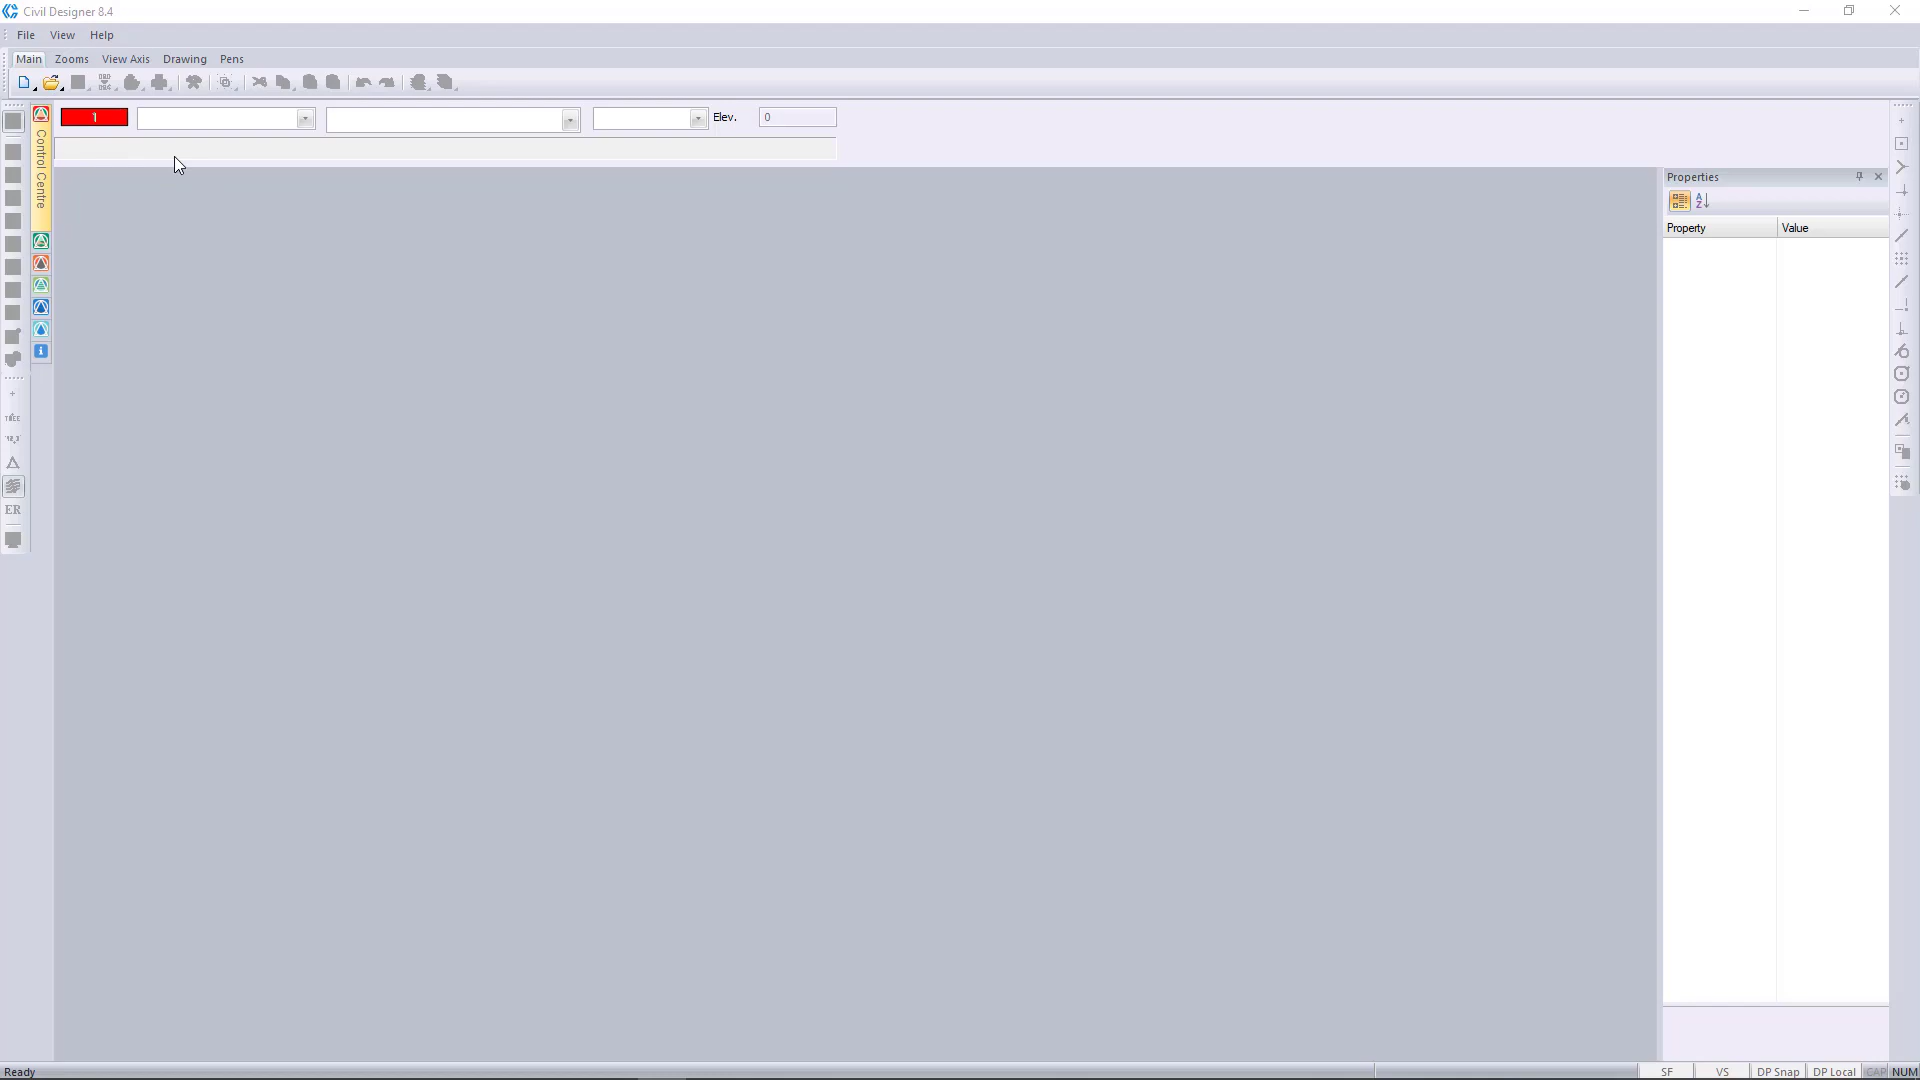 Civil Designer 8.4
File View Help
Main Zooms View Axis Drawing Pens
1
Elev. 0
Control Centre
Properties
Property Value
TREE
ER
Ready
SF VS DP Snap DP Local CAP NUM